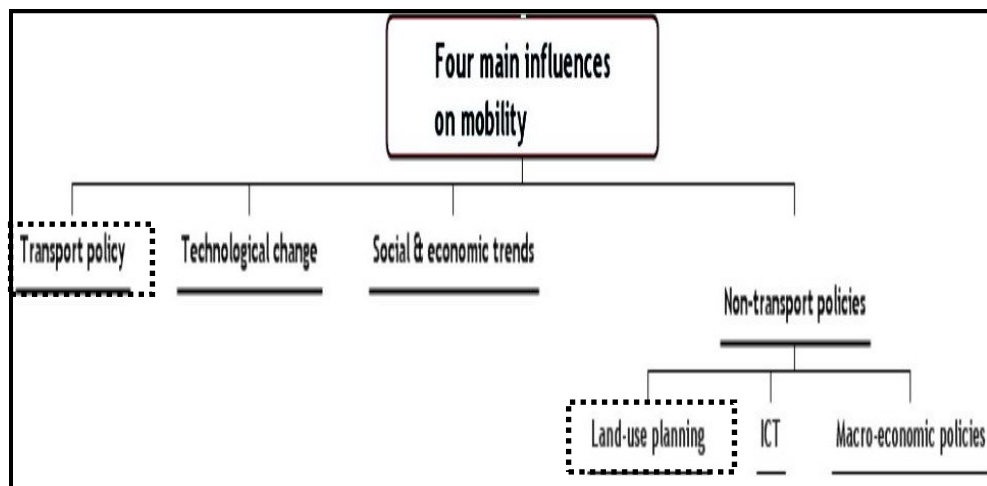 Four main influences
on mobility
Transport policy
Technological change
Social & economic trends
Non-transport policies
Land-use planning
ICT
Macro-economic policies